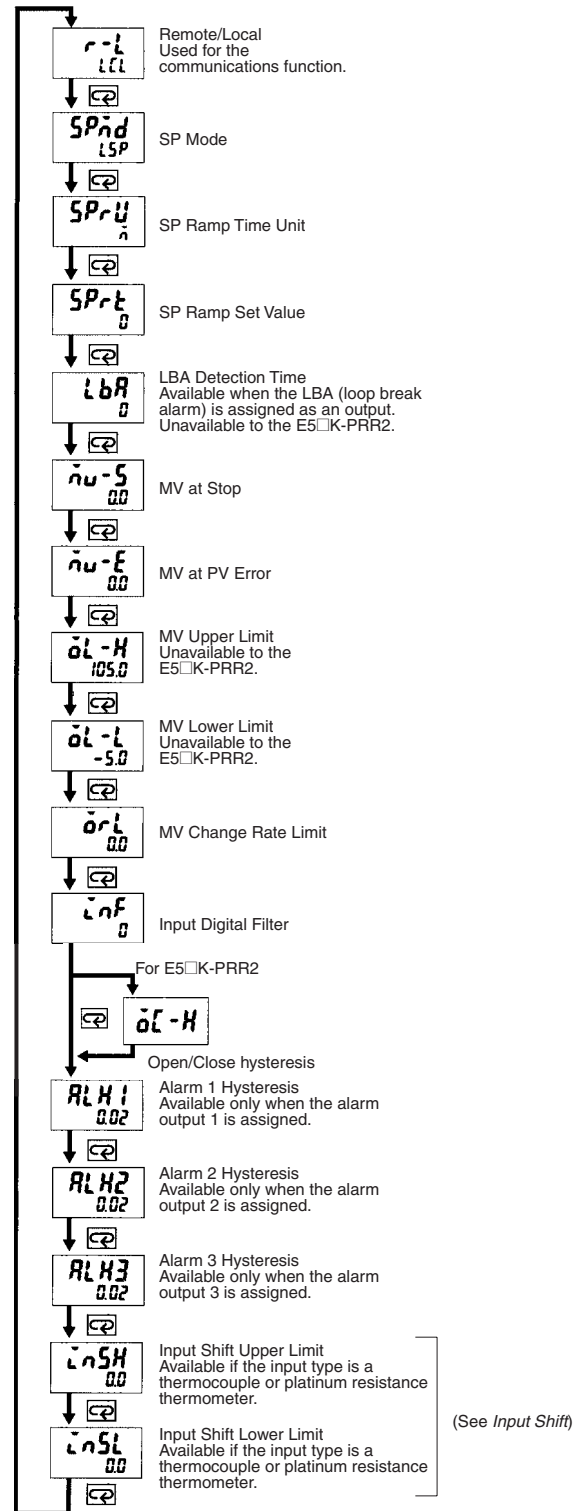 r-L
LCL
Remote/Local
Used for the
communications function.
SPmd
LSP
SP Mode
SPrU
m
SP Ramp Time Unit
SPrt
0
SP Ramp Set Value
LbA
0
LBA Detection Time
Available when the LBA (loop break
alarm) is assigned as an output.
Unavailable to the E5□K-PRR2.
mv-S
0.0
MV at Stop
mv-E
0.0
MV at PV Error
oL-H
105.0
MV Upper Limit
Unavailable to the
E5□K-PRR2.
oL-L
-5.0
MV Lower Limit
Unavailable to the
E5□K-PRR2.
orL
0.0
MV Change Rate Limit
inF
0
Input Digital Filter
For E5□K-PRR2
oC-H
Open/Close hysteresis
ALH1
0.02
Alarm 1 Hysteresis
Available only when the alarm
output 1 is assigned.
ALH2
0.02
Alarm 2 Hysteresis
Available only when the alarm
output 2 is assigned.
ALH3
0.02
Alarm 3 Hysteresis
Available only when the alarm
output 3 is assigned.
inSH
0.0
Input Shift Upper Limit
Available if the input type is a
thermocouple or platinum resistance
thermometer.
(See Input Shift)
inSL
0.0
Input Shift Lower Limit
Available if the input type is a
thermocouple or platinum resistance
thermometer.